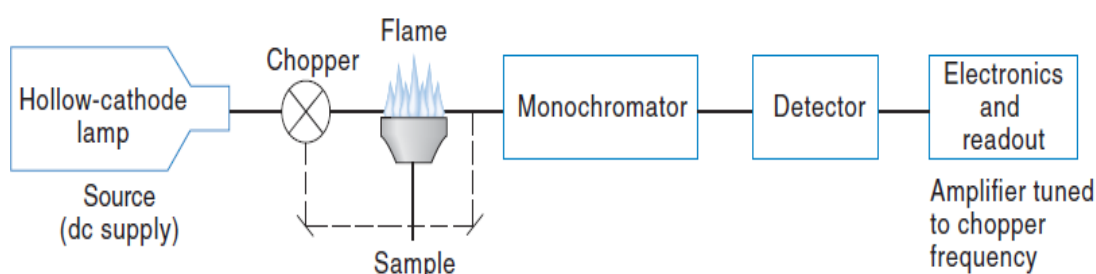 Hollow-cathode
lamp
Source
(dc supply)
Chopper
Flame
Sample
Monochromator
Detector
Electronics
and
readout
Amplifier tuned
to chopper
frequency